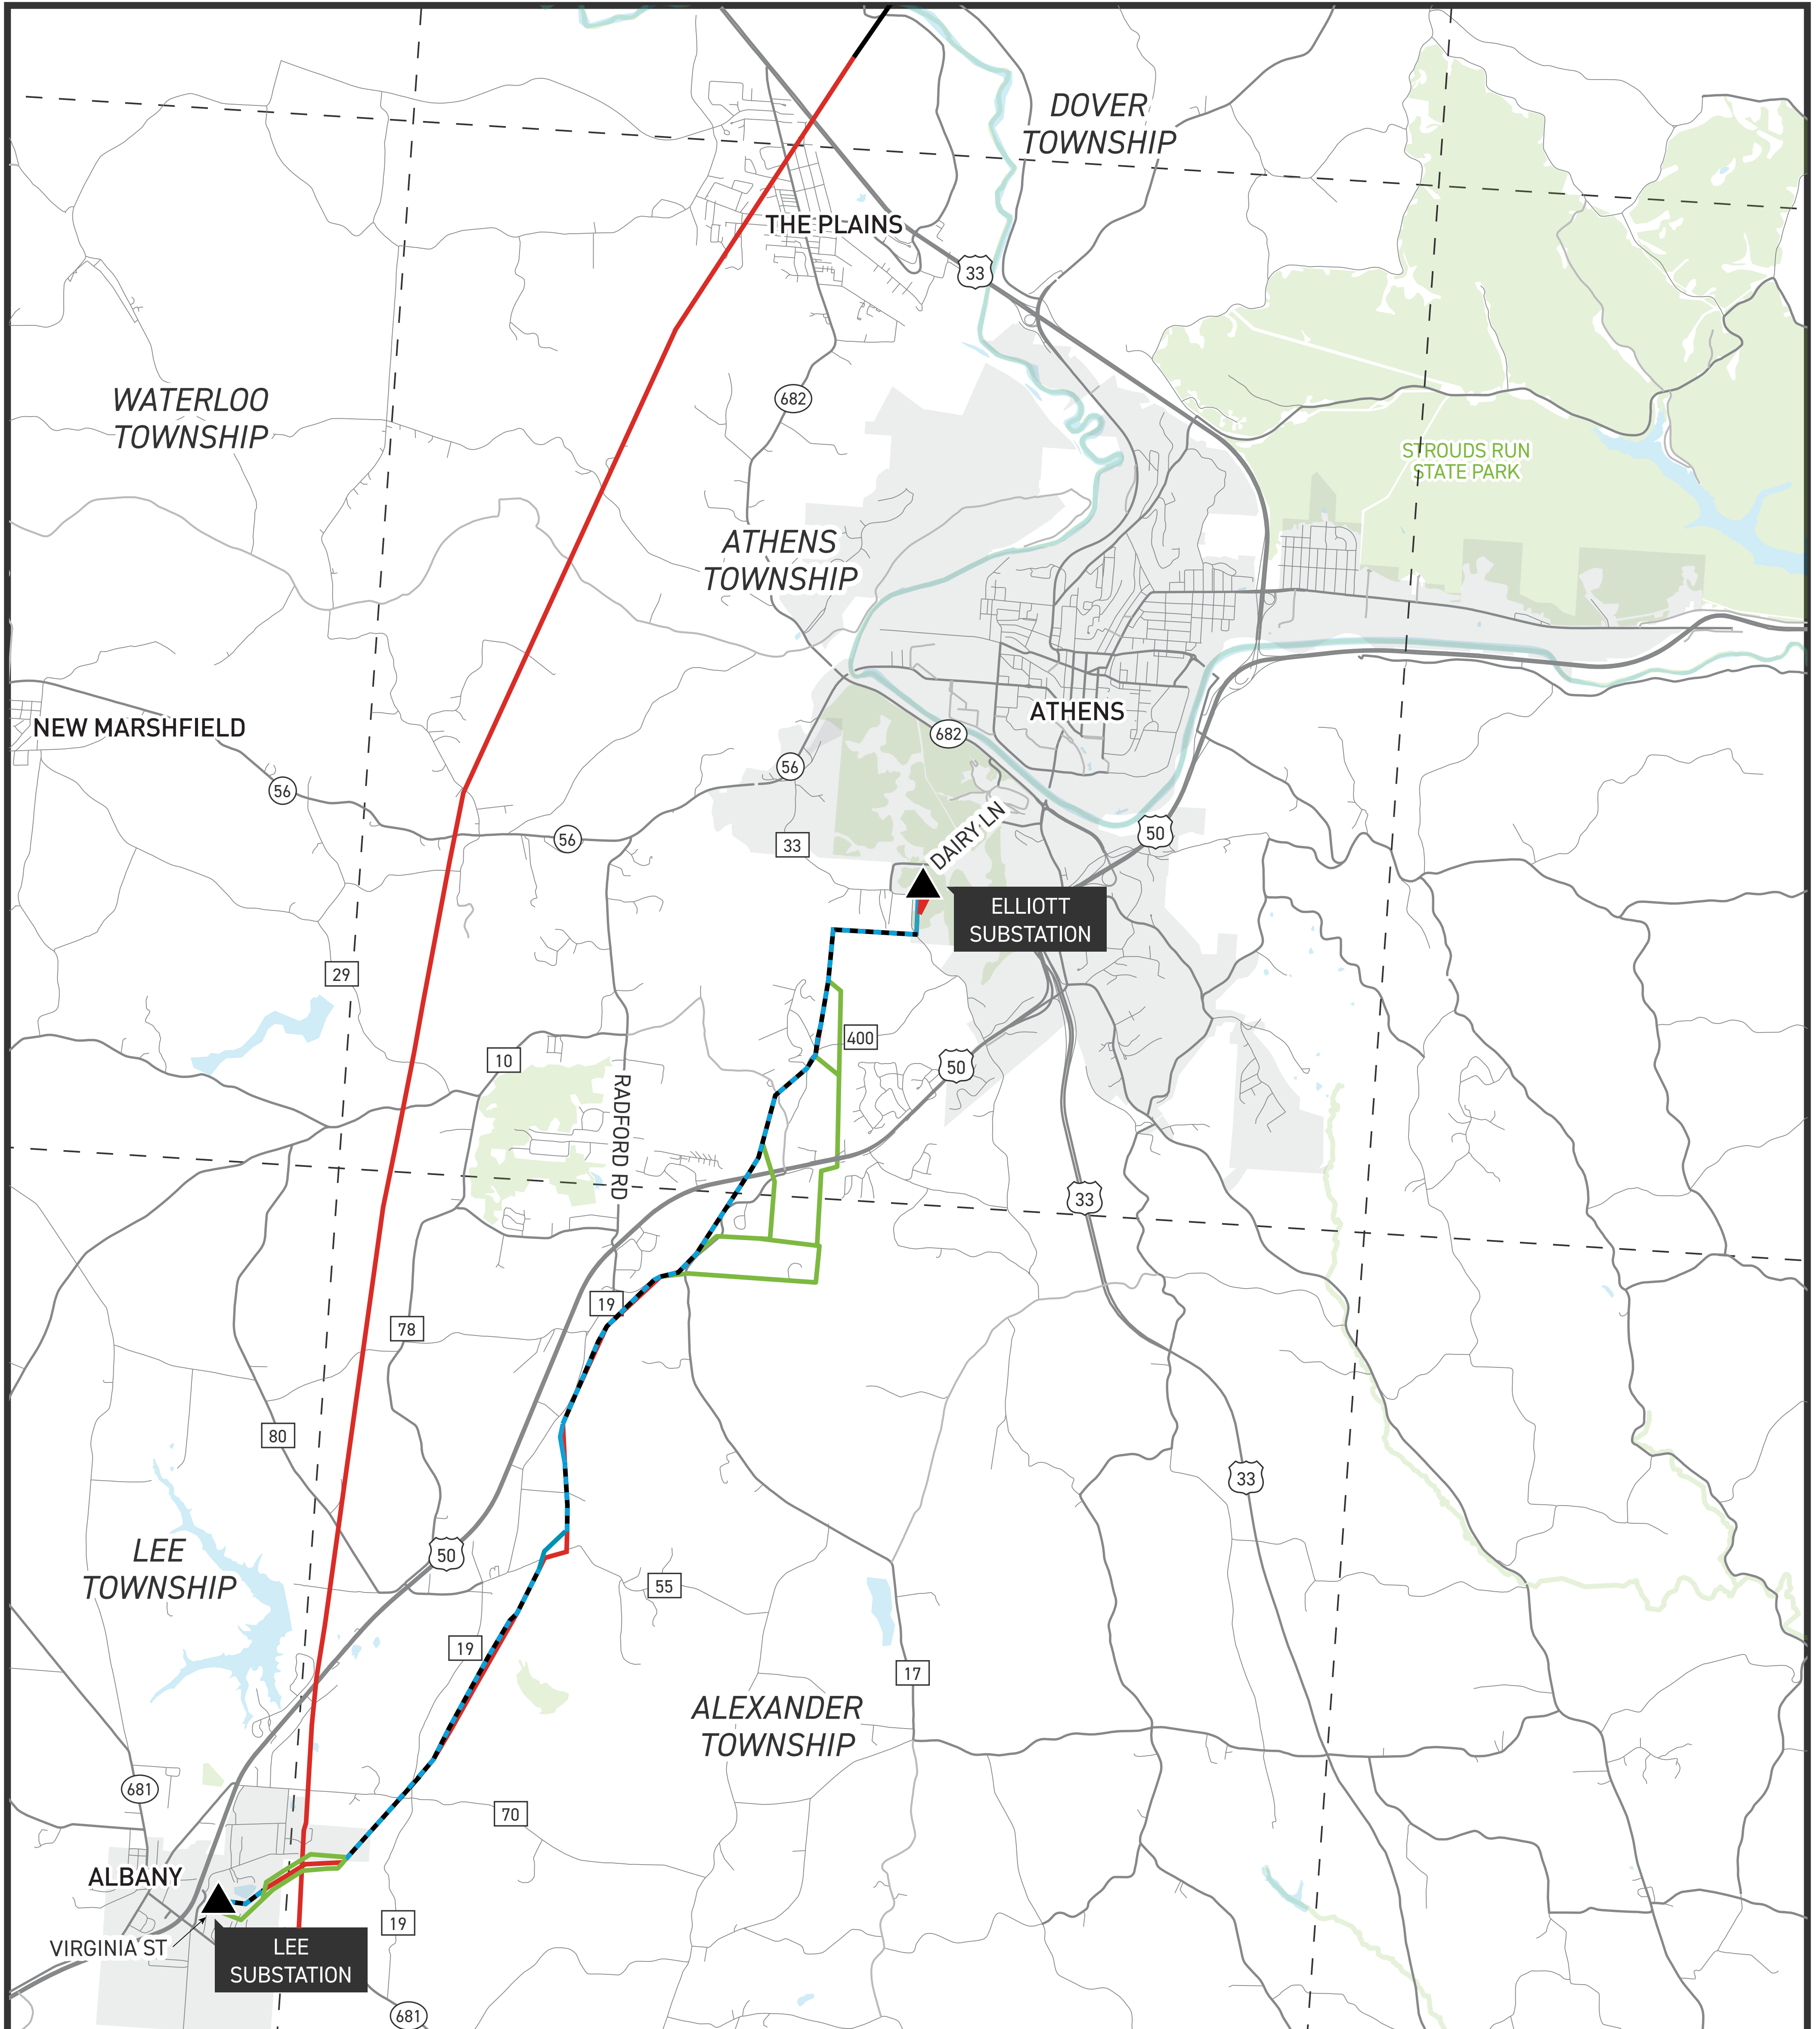 DOVER
TOWNSHIP
THE PLAINS
33
WATERLOO
TOWNSHIP
682
STROUDS RUN
STATE PARK
ATHENS
TOWNSHIP
NEW MARSHFIELD
ATHENS
682
56
56
56
33
DAIRY LN
50
ELLIOTT
SUBSTATION
29
400
10
50
RADFORD RD
33
19
78
80
33
50
LEE
TOWNSHIP
55
19
17
ALEXANDER
TOWNSHIP
681
70
ALBANY
19
VIRGINIA ST
LEE
SUBSTATION
681